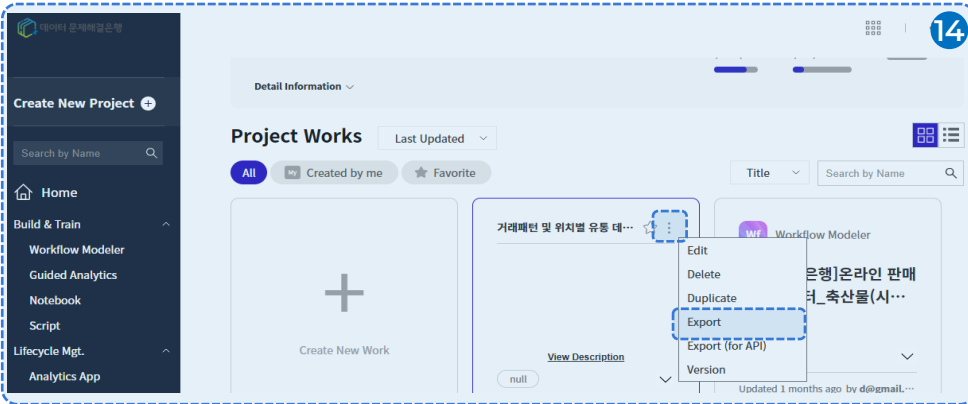 데이터 문제해결은행
14
Create New Project
Search by Name
Home
Build & Train
Workflow Modeler
Guided Analytics
Notebook
Script
Lifecycle Mgt.
Analytics App
Detail Information
Project Works
Last Updated
All
My Created by me
Favorite
Title
Search by Name
Create New Work
거래패턴 및 위치별 유통 데…
View Description
null
Edit
Delete
Duplicate
Export
Export (for API)
Version
Wf Workflow Modeler
은행]온라인 판매
터_축산물(시…
Updated 1 months ago by d@gmail.…